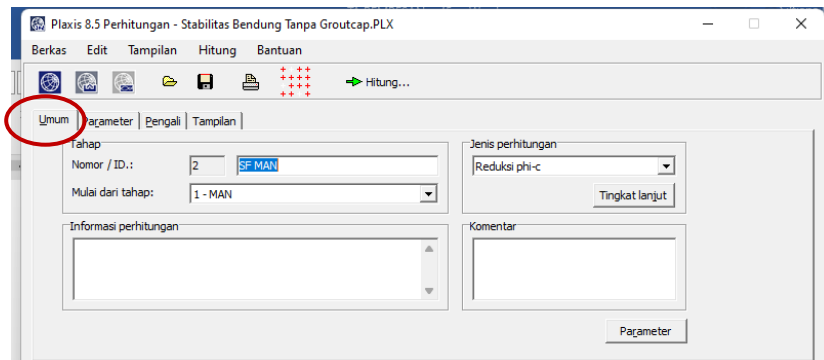 Plaxis 8.5 Perhitungan - Stabilitas Bendung Tanpa Groutcap.PLX
Berkas Edit Tampilan Hitung Bantuan
Hitung...
Umum Parameter Pengali Tampilan
Tahap
Nomor / ID.: 2 SF MAN
Mulai dari tahap: 1 - MAN
Jenis perhitungan
Reduksi phi-c
Tingkat lanjut
Informasi perhitungan
Komentar
Parameter